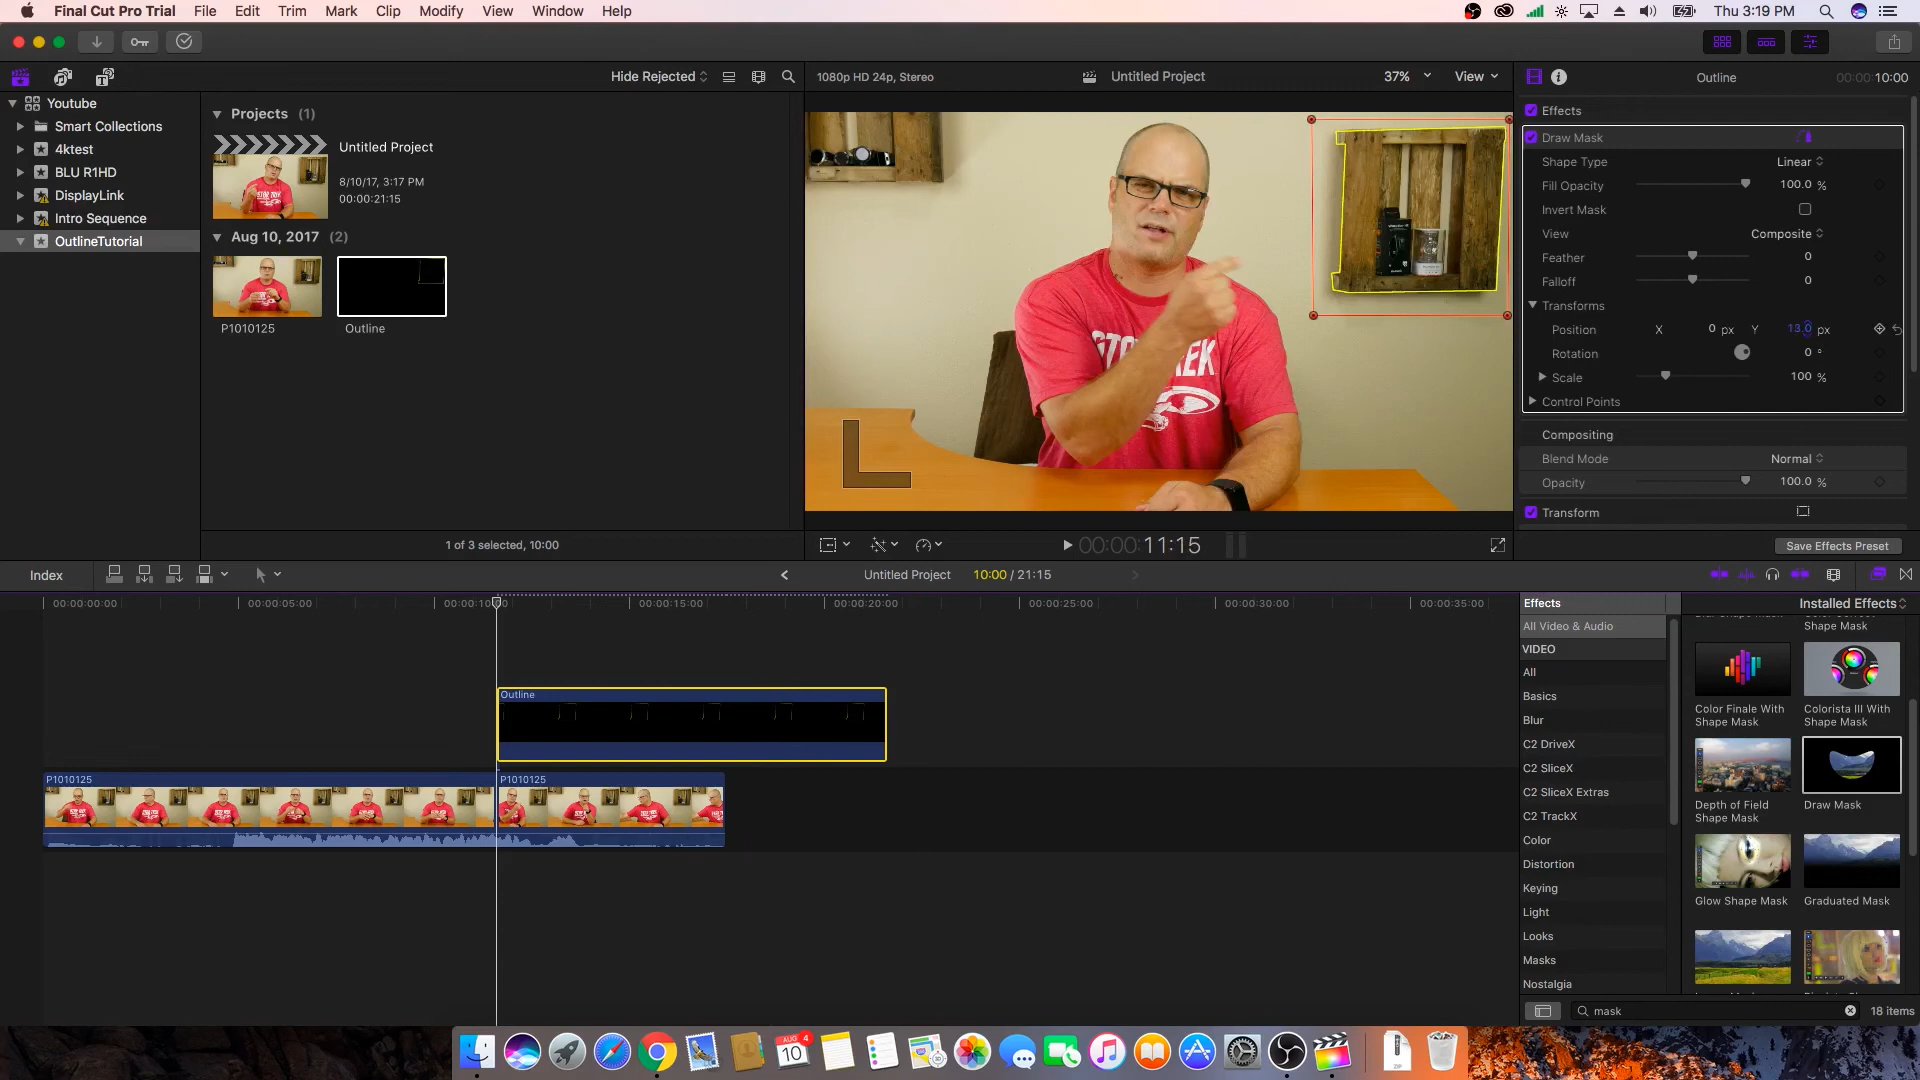 Final Cut Pro Trial File Edit Trim Mark Clip Modify View Window Help Thu 3:19 PM
Hide Rejected 1080p HD 24p, Stereo Untitled Project 37% View Outline 00:00:10:00
Youtube
Smart Collections
4ktest
BLU R1HD
DisplayLink
Intro Sequence
OutlineTutorial
Projects (1)
Untitled Project
8/10/17, 3:17 PM
00:00:21:15
Aug 10, 2017 (2)
P1010125 Outline
1 of 3 selected, 10:00
L
00:00:11:15
Effects
Draw Mask
Shape Type Linear
Fill Opacity 100.0 %
Invert Mask
View Composite
Feather 0
Falloff 0
Transforms
Position X 0 px Y 13.0 px
Rotation 0 °
Scale 100 %
Control Points
Compositing
Blend Mode Normal
Opacity 100.0 %
Transform
Save Effects Preset
Index Untitled Project 10:00 / 21:15
00:00:00:00 00:00:05:00 00:00:10 00:00:15:00 00:00:20:00 00:00:25:00 00:00:30:00 00:00:35:00
Outline
P1010125 P1010125
Effects Installed Effects
All Video & Audio
VIDEO
All
Basics
Blur
C2 DriveX
C2 SliceX
C2 SliceX Extras
C2 TrackX
Color
Distortion
Keying
Light
Looks
Masks
Nostalgia
Shape Mask
Color Finale With Shape Mask
Colorista III With Shape Mask
Depth of Field Shape Mask
Draw Mask
Glow Shape Mask
Graduated Mask
mask 18 items
AUG
10
4
ZIP